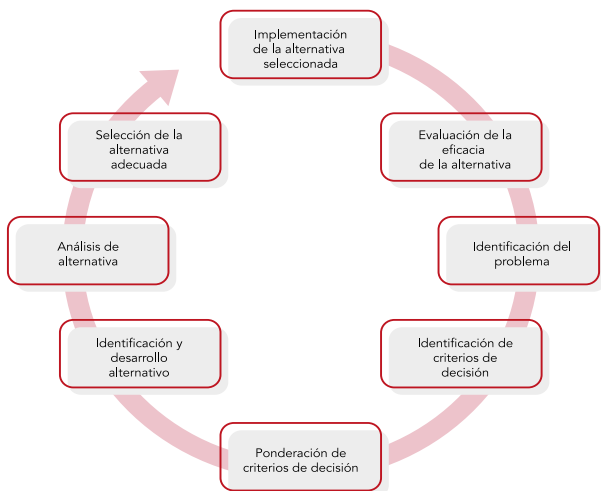 Implementación
de la alternativa
seleccionada
Evaluación de la
eficacia
de la alternativa
Identificación del
problema
Identificación de
criterios de
decisión
Ponderación de
criterios de decisión
Identificación y
desarrollo
alternativo
Análisis de
alternativa
Selección de la
alternativa
adecuada